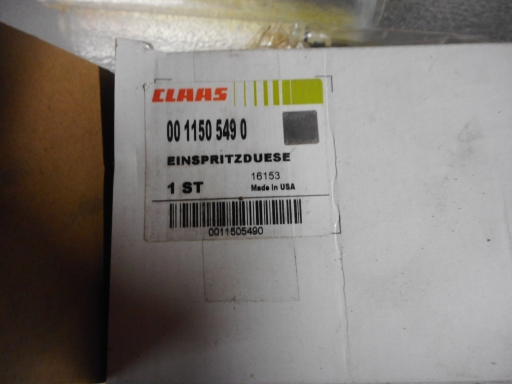 CLAAS
00 1150 549 0
EINSPRITZDUESE
1 ST
16153
Made in USA
0011505490